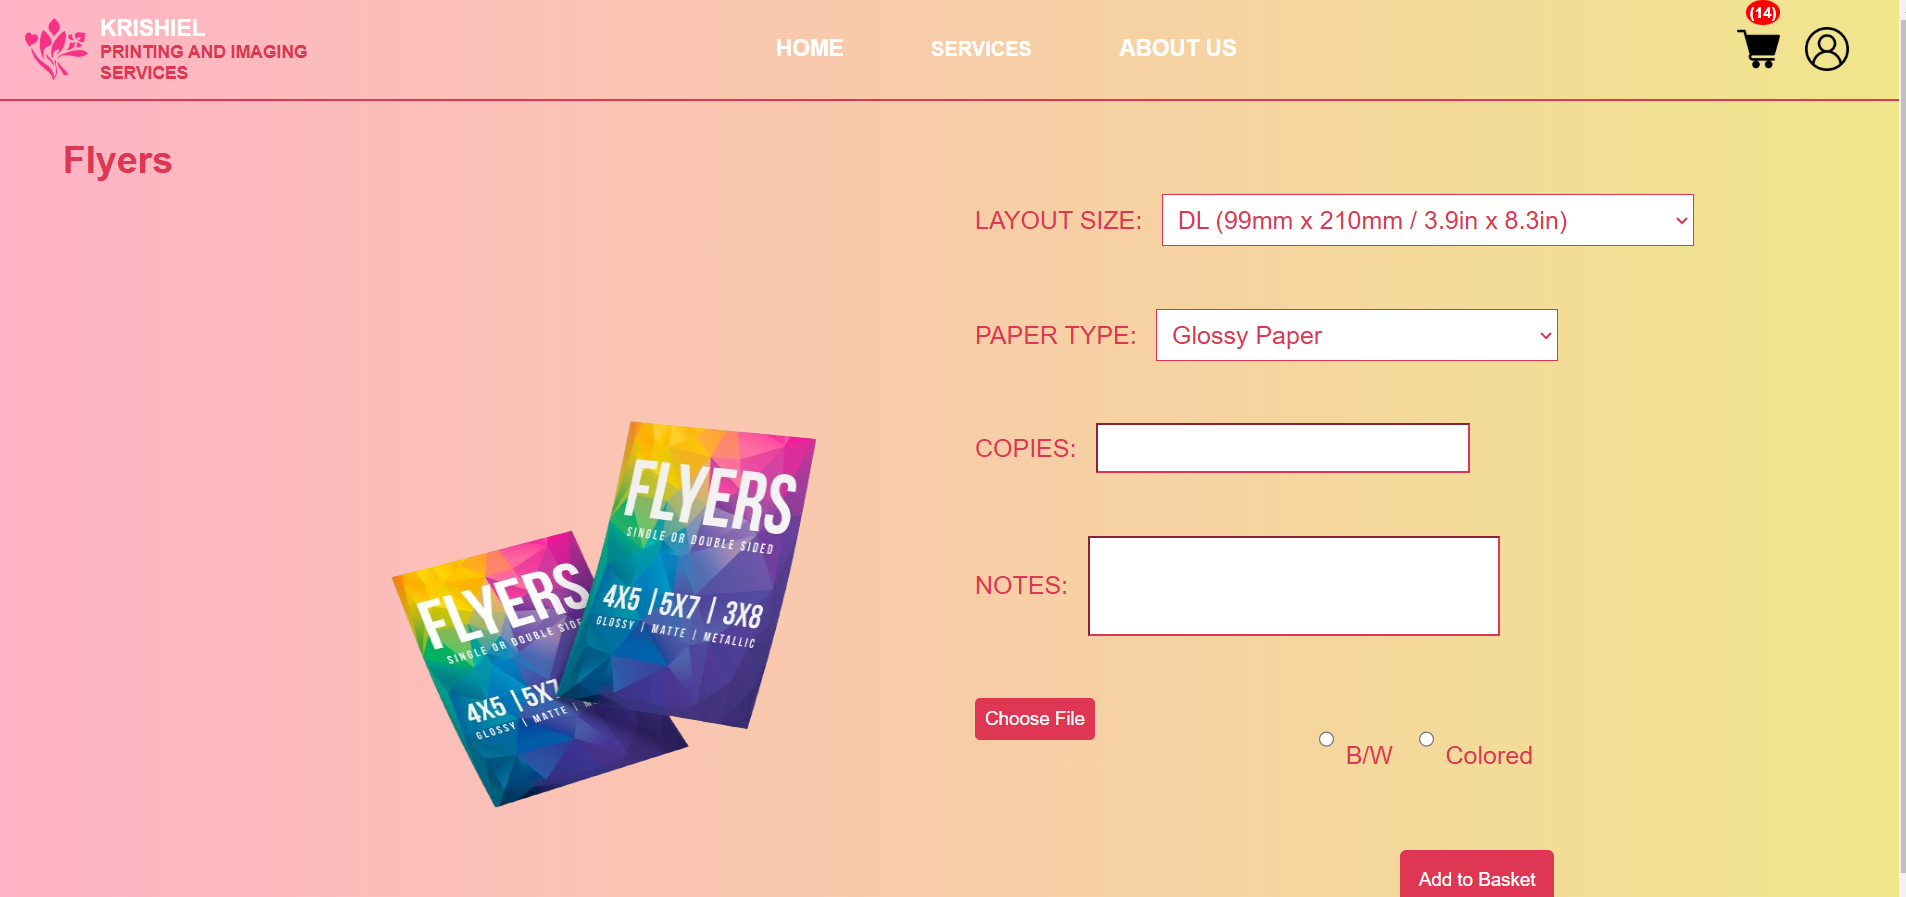 KRISHIEL
PRINTING AND IMAGING
SERVICES
HOME
SERVICES
ABOUT US
(14)
Flyers
LAYOUT SIZE:
DL (99mm x 210mm / 3.9in x 8.3in)
PAPER TYPE:
Glossy Paper
COPIES:
NOTES:
Choose File
B/W
Colored
Add to Basket
FLYERS
SINGLE OR DOUBLE SIDED
4X5 | 5X7 | 3X8
GLOSSY | MATTE | METALLIC
FLYERS
SINGLE OR DOUBLE SIDE
4X5 | 5X7
GLOSSY | MATTE | M